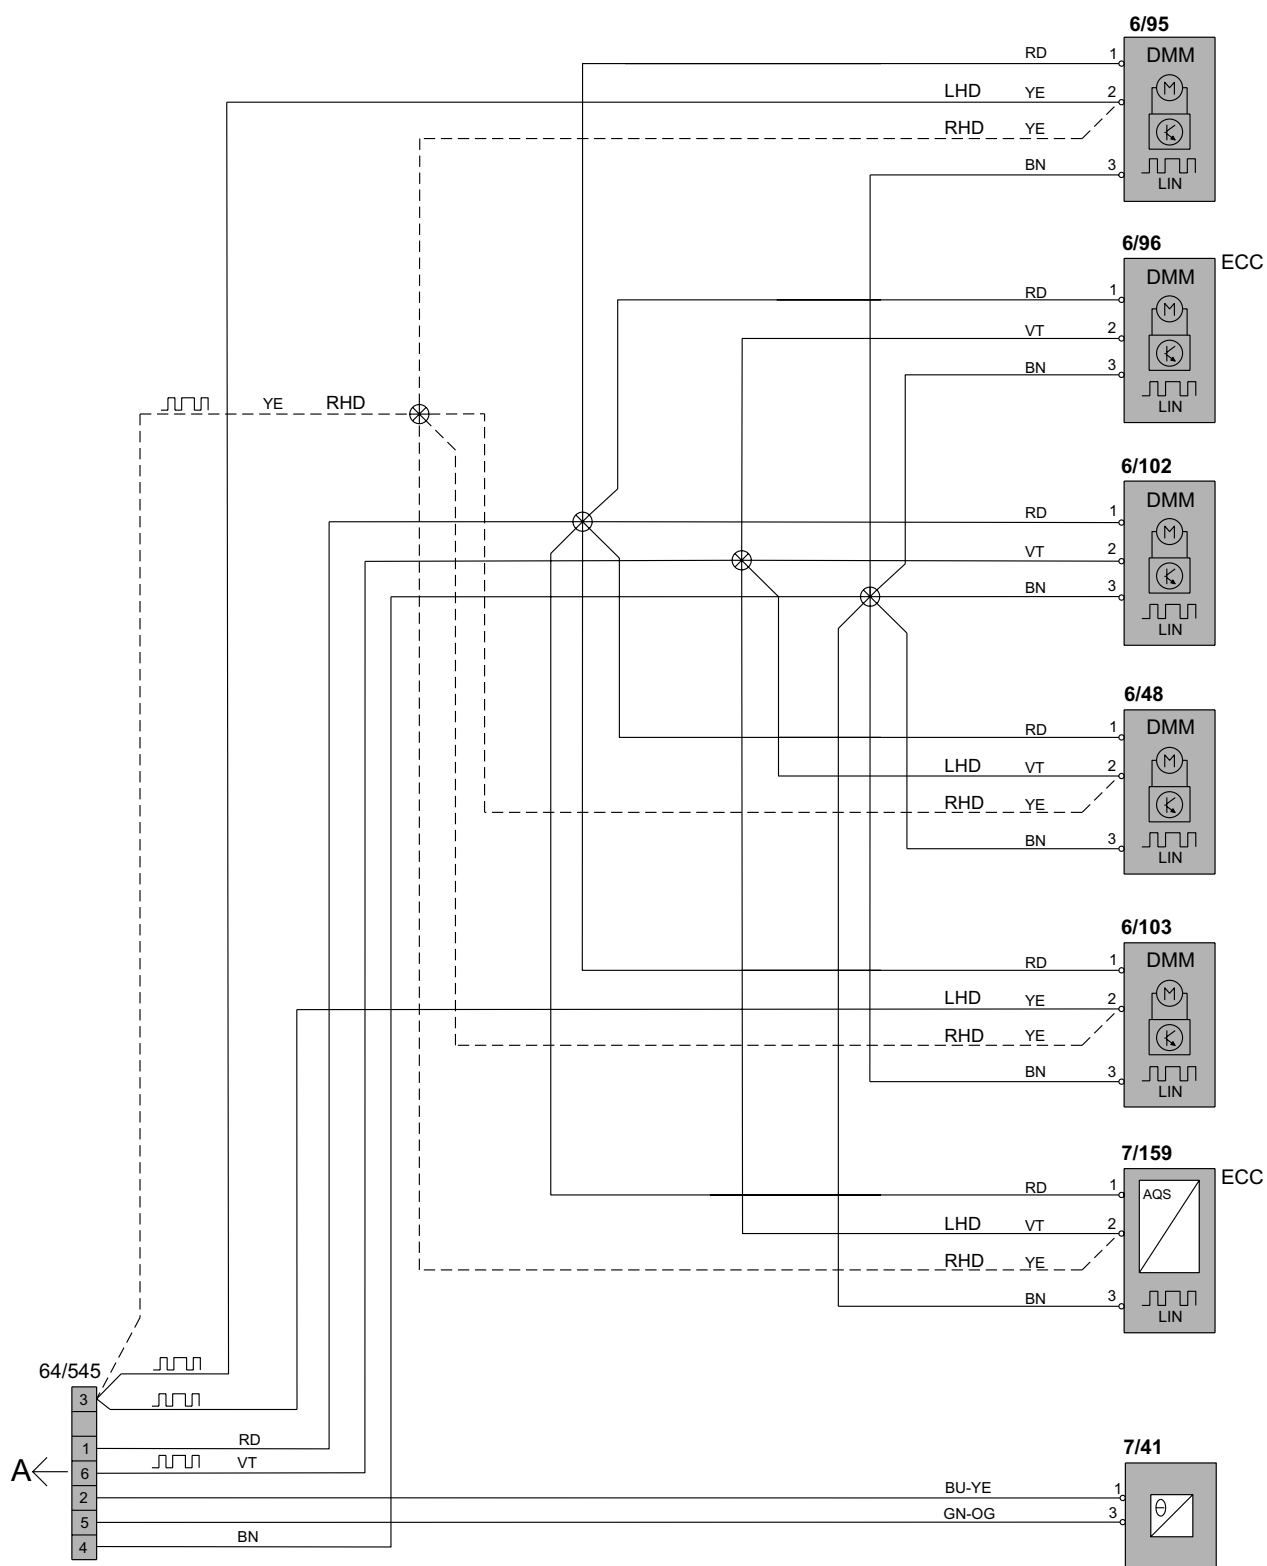 6/95
DMM
RD 1
M
LHD YE 2
RHD YE
BN 3
LIN
6/96
ECC
DMM
RD 1
M
VT 2
BN 3
LIN
YE RHD
6/102
DMM
RD 1
M
VT 2
BN 3
LIN
6/48
DMM
RD 1
M
LHD VT 2
RHD YE
BN 3
LIN
6/103
DMM
RD 1
M
LHD YE 2
RHD YE
BN 3
LIN
7/159
ECC
RD 1
AQS
LHD VT 2
RHD YE
BN 3
LIN
64/545
3
1 RD
A 6 VT
7/41
2 BU-YE 1
5 GN-OG 3
θ
4 BN